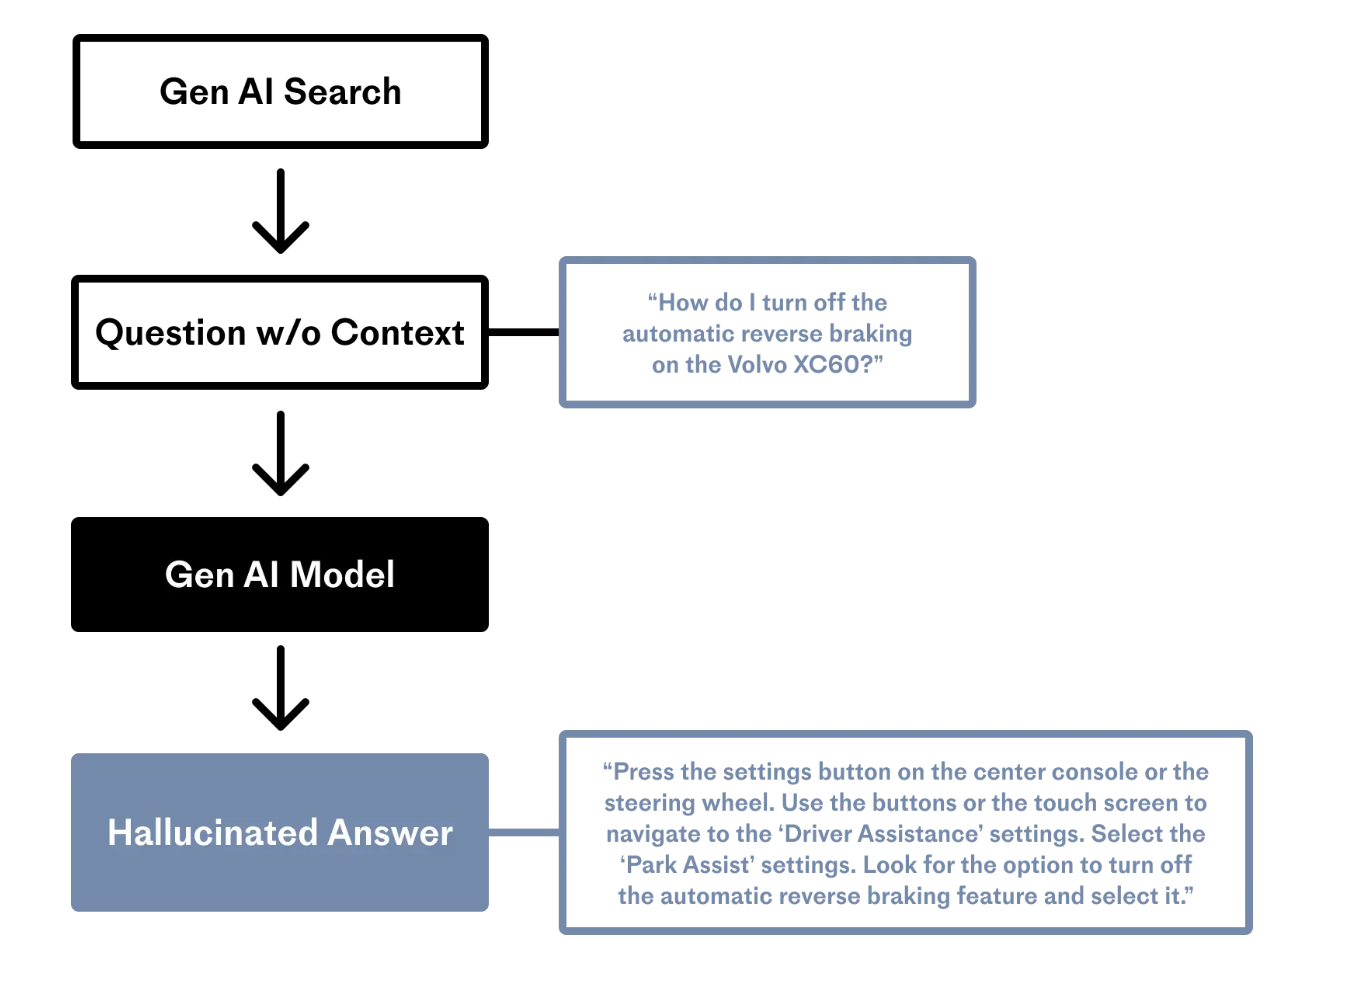 Gen AI Search
Question w/o Context
“How do I turn off the
automatic reverse braking
on the Volvo XC60?”
Gen AI Model
Hallucinated Answer
“Press the settings button on the center console or the
steering wheel. Use the buttons or the touch screen to
navigate to the ‘Driver Assistance’ settings. Select the
‘Park Assist’ settings. Look for the option to turn off
the automatic reverse braking feature and select it.”